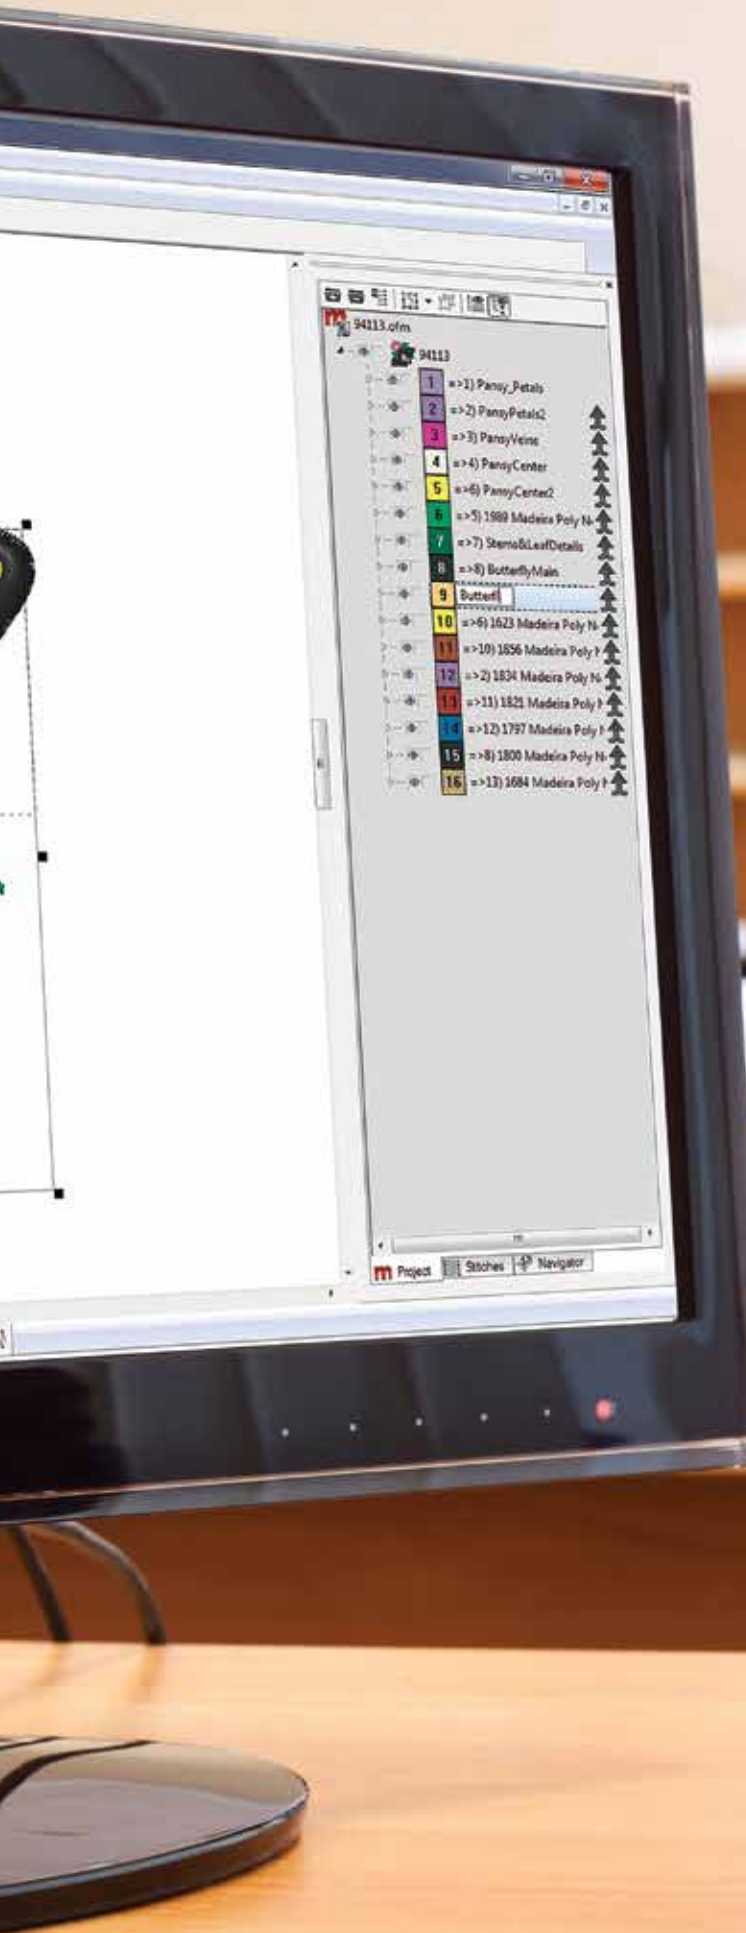 94113.ofm
94113
1 =>1) Pansy_Petals
2 =>2) PansyPetals2
3 =>3) PansyVeins
4 =>4) PansyCenter
5 =>6) PansyCenter2
6 =>5) 1989 Madeira Poly N
7 =>7) Stems&LeafDetails
8 =>8) ButterflyMain
9 Butterfl
10 =>6) 1623 Madeira Poly N
11 =>10) 1856 Madeira Poly
12 =>2) 1834 Madeira Poly N
13 =>11) 1821 Madeira Poly
14 =>12) 1797 Madeira Poly
15 =>8) 1800 Madeira Poly N
16 =>13) 1684 Madeira Poly
m Project Stitches Navigator